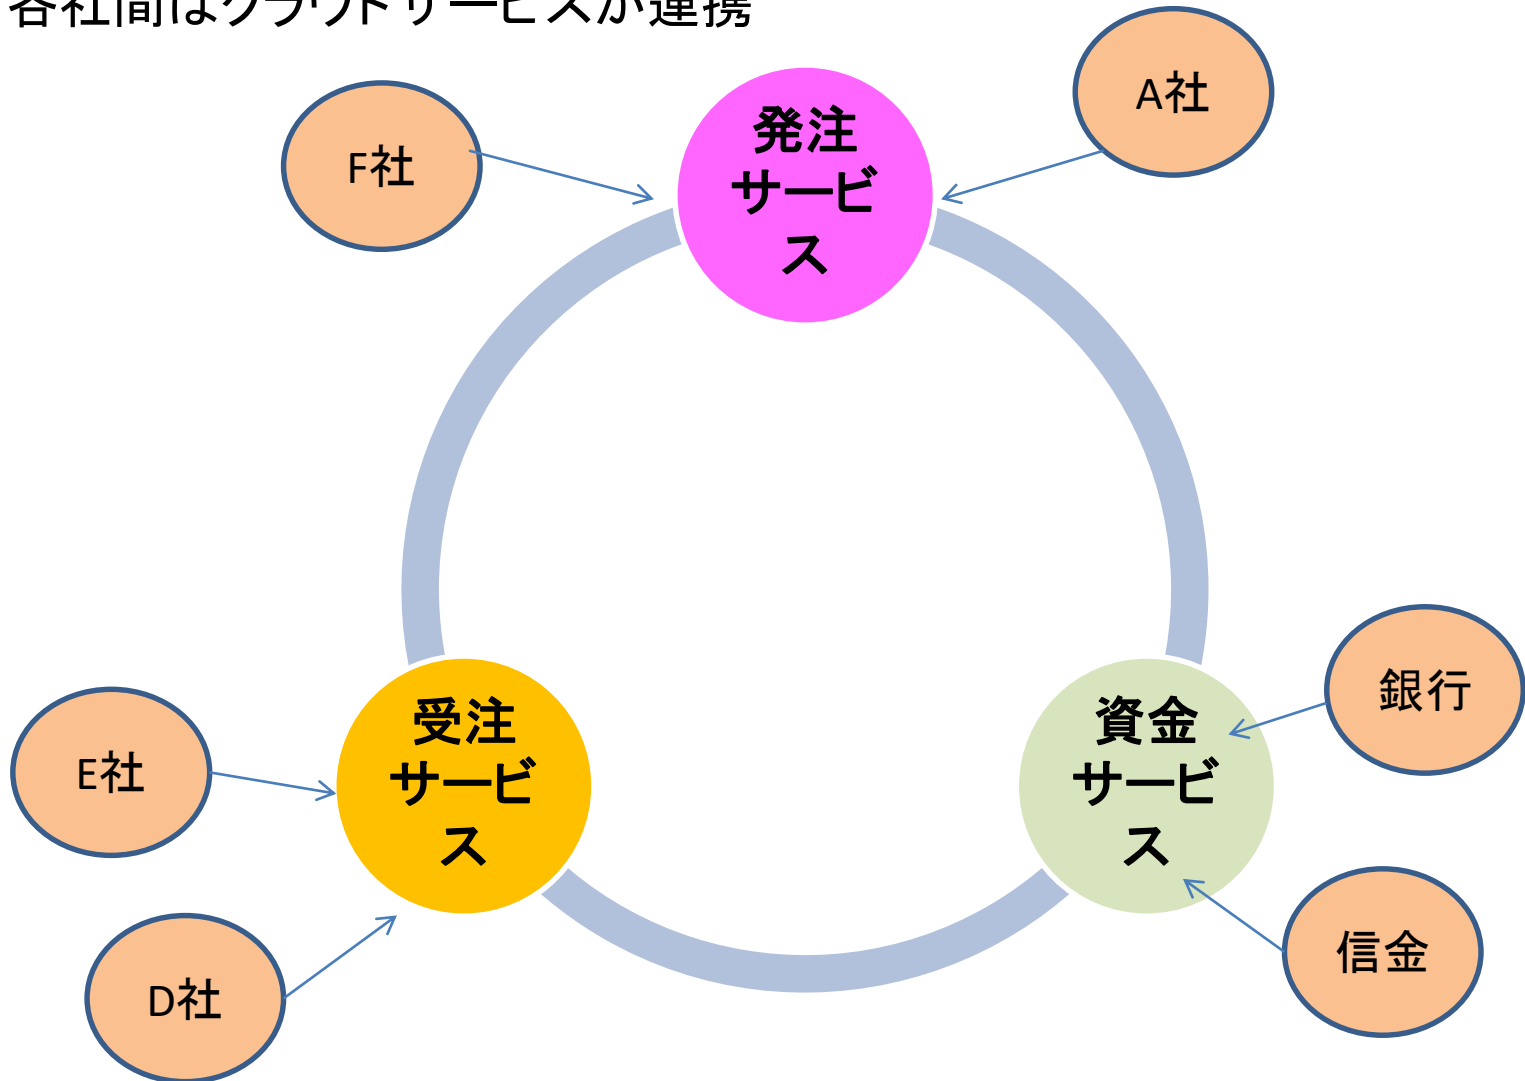 各社間はクラウドサービスが連携
A社
発注
サービ
ス
F社
銀行
受注
サービ
ス
資金
サービ
ス
E社
信金
D社